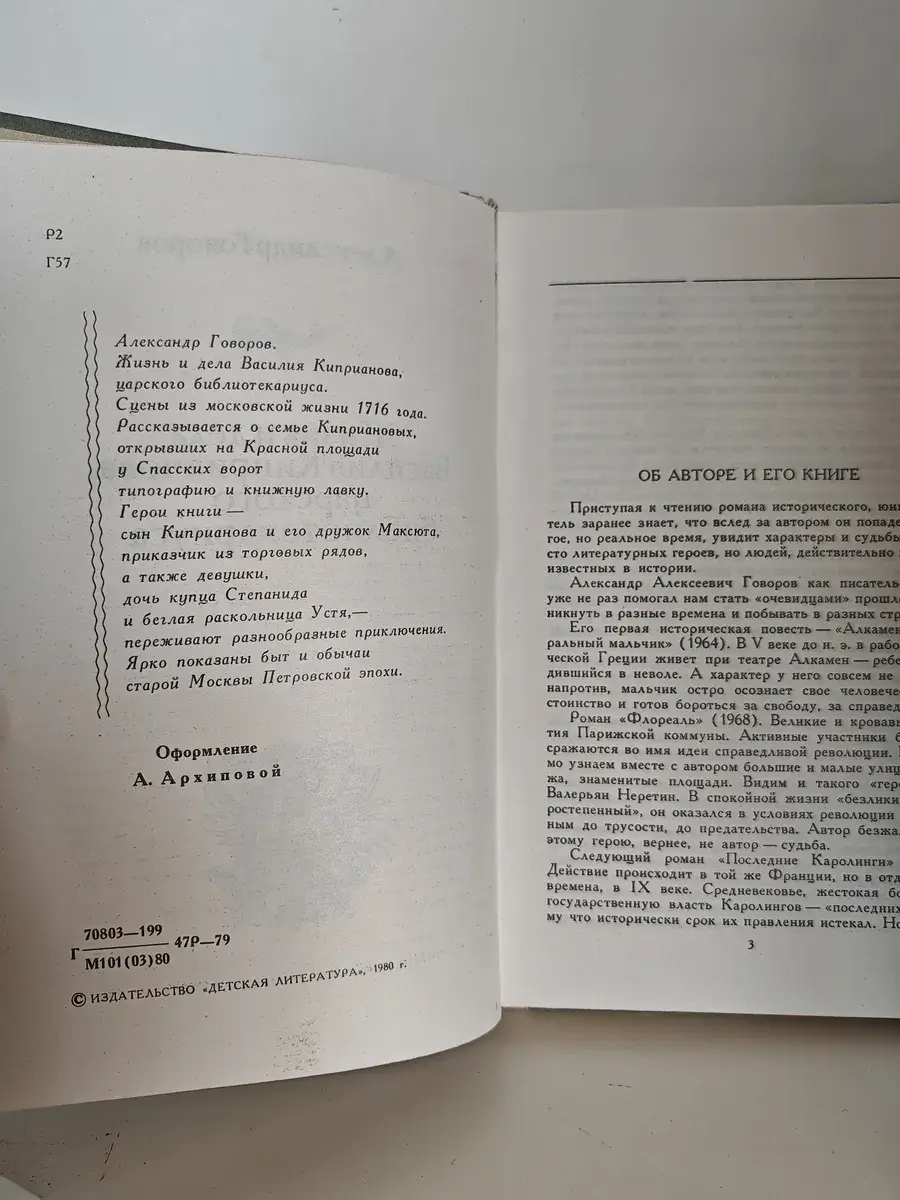 Р2
Г57
Александр Говоров.
Жизнь и дела Василия Киприанова,
царского библиотекариуса.
Сцены из московской жизни 1716 года.
Рассказывается о семье Киприановых,
открывших на Красной площади
у Спасских ворот
типографию и книжную лавку.
Герои книги —
сын Киприанова и его дружок Максюта,
приказчик из торговых рядов,
а также девушки,
дочь купца Степанида
и беглая раскольница Устя,—
переживают разнообразные приключения.
Ярко показаны быт и обычаи
старой Москвы Петровской эпохи.
Оформление
А. Архиповой
Г 70803—199
М101(03)80 47Р—79
© ИЗДАТЕЛЬСТВО «ДЕТСКАЯ ЛИТЕРАТУРА», 1980 г.
ОБ АВТОРЕ И ЕГО КНИГЕ
Приступая к чтению романа исторического, юн
тель заранее знает, что вслед за автором он попаде
гое, но реальное время, увидит характеры и судьбы
сто литературных героев, но людей, действительно
известных в истории.
Александр Алексеевич Говоров как писатель
уже не раз помогал нам стать «очевидцами» прошл
никнуть в разные времена и побывать в разных стр
Его первая историческая повесть — «Алкамен
ральный мальчик» (1964). В V веке до н. э. в рабо
ческой Греции живет при театре Алкамен — ребе
дившийся в неволе. А характер у него совсем не
напротив, мальчик остро осознает свое человече
стоинство и готов бороться за свободу, за справед
Роман «Флореаль» (1968). Великие и кровав
тия Парижской коммуны. Активные участники б
сражаются во имя идеи справедливой революции.
мо узнаем вместе с автором большие и малые улиц
жа, знаменитые площади. Видим и такого «гер
Валерьян Неретин. В спокойной жизни «безлики
ростепенный», он оказался в условиях революций
ным до трусости, до предательства. Автор безжа
этому герою, вернее, не автор — судьба.
Следующий роман «Последние Каролинги»
Действие происходит в той же Франции, но в отд
времена, в IX веке. Средневековье, жестокая бо
государственную власть Каролингов — «последних
му что исторически срок их правления истекал. Но
3